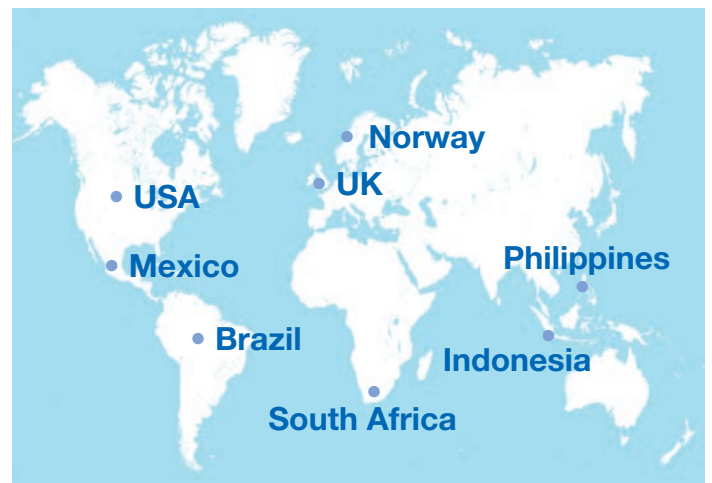 Norway
UK
USA
Philippines
Mexico
Brazil
Indonesia
South Africa